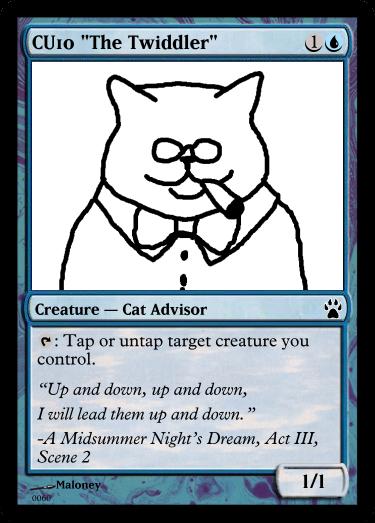 CU10 "The Twiddler" 1
Creature — Cat Advisor
: Tap or untap target creature you
control.
“Up and down, up and down,
I will lead them up and down.”
-A Midsummer Night's Dream, Act III,
Scene 2
1/1
Maloney
0060